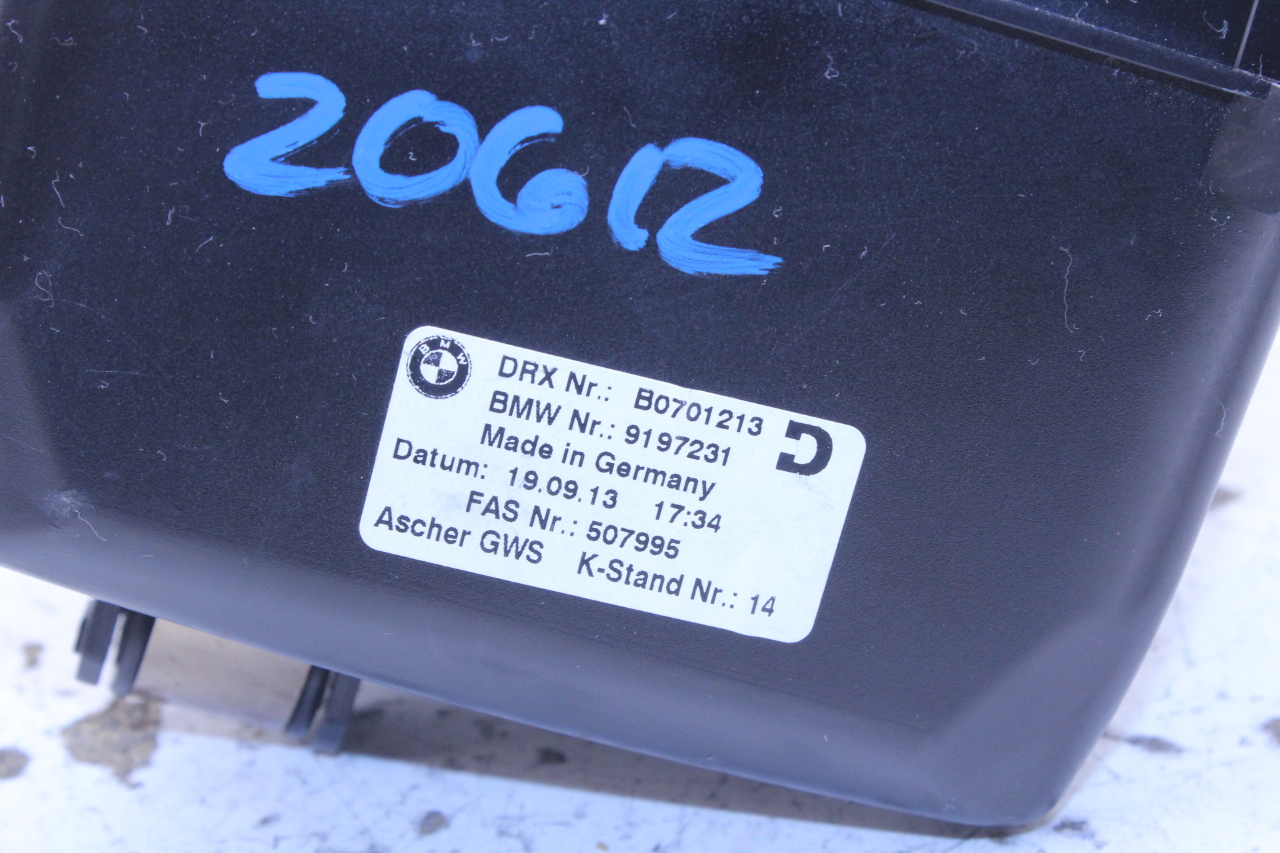 20612
BMW
DRX Nr.: B0701213
BMW Nr.: 9197231
Made in Germany
Datum: 19.09.13 17:34
FAS Nr.: 507995
Ascher GWS K-Stand Nr.: 14